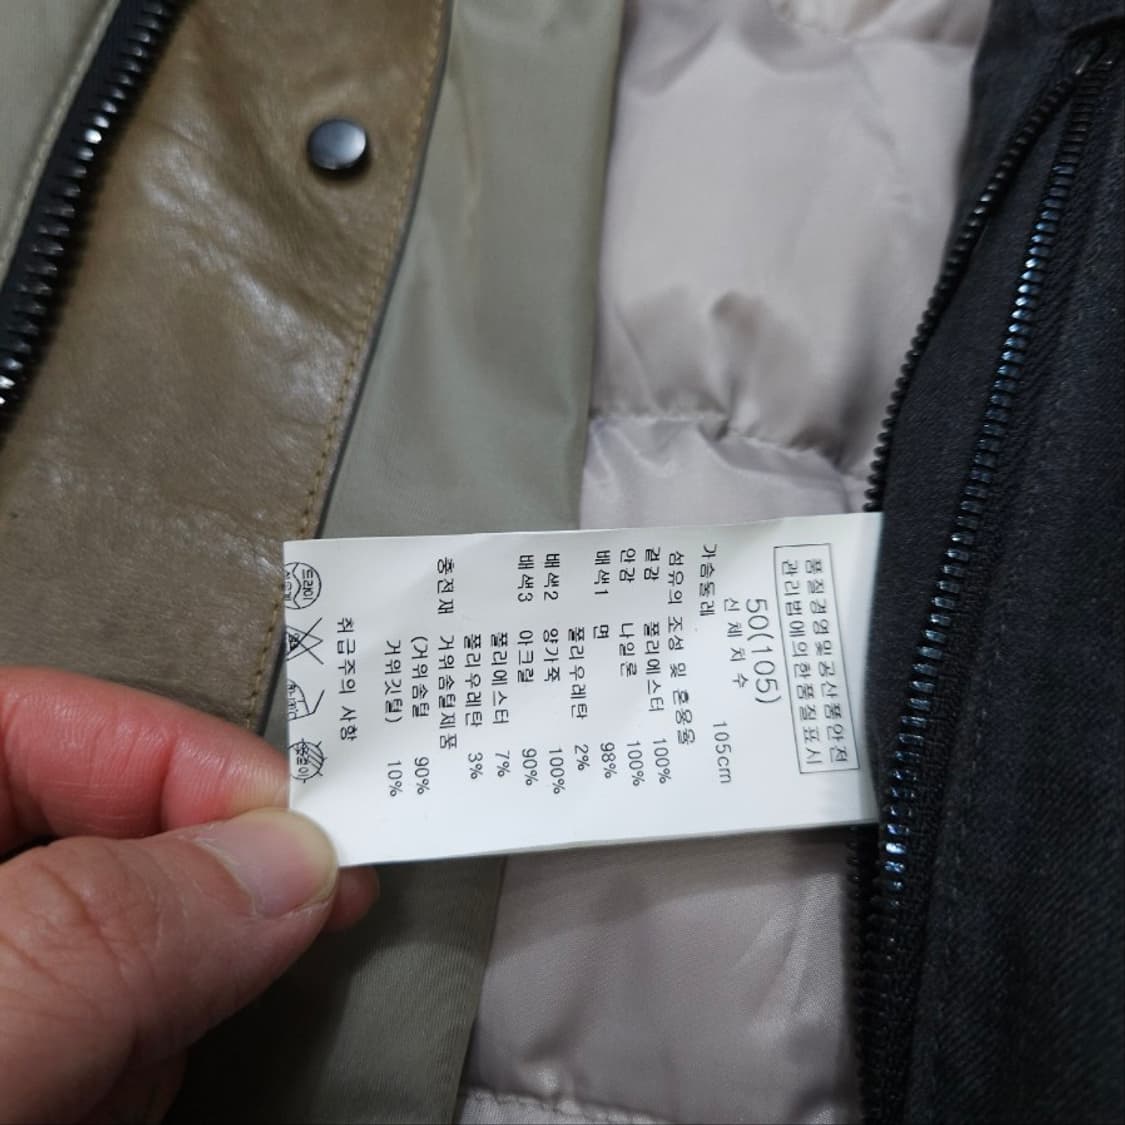 품질경영및공산품안전
관리법에의한품질표시
50(105)
신 체 치 수
가슴둘레 105cm
섬유의 조성 및 혼용율
겉감 폴리에스터 100%
안감 나일론 100%
배색1 면 98%
폴리우레탄 2%
배색2 양가죽 100%
배색3 아크릴 90%
폴리에스터 7%
폴리우레탄 3%
충전재 거위솜털제품
(거위솜털 90%
거위깃털) 10%
취급주의 사항
드라이